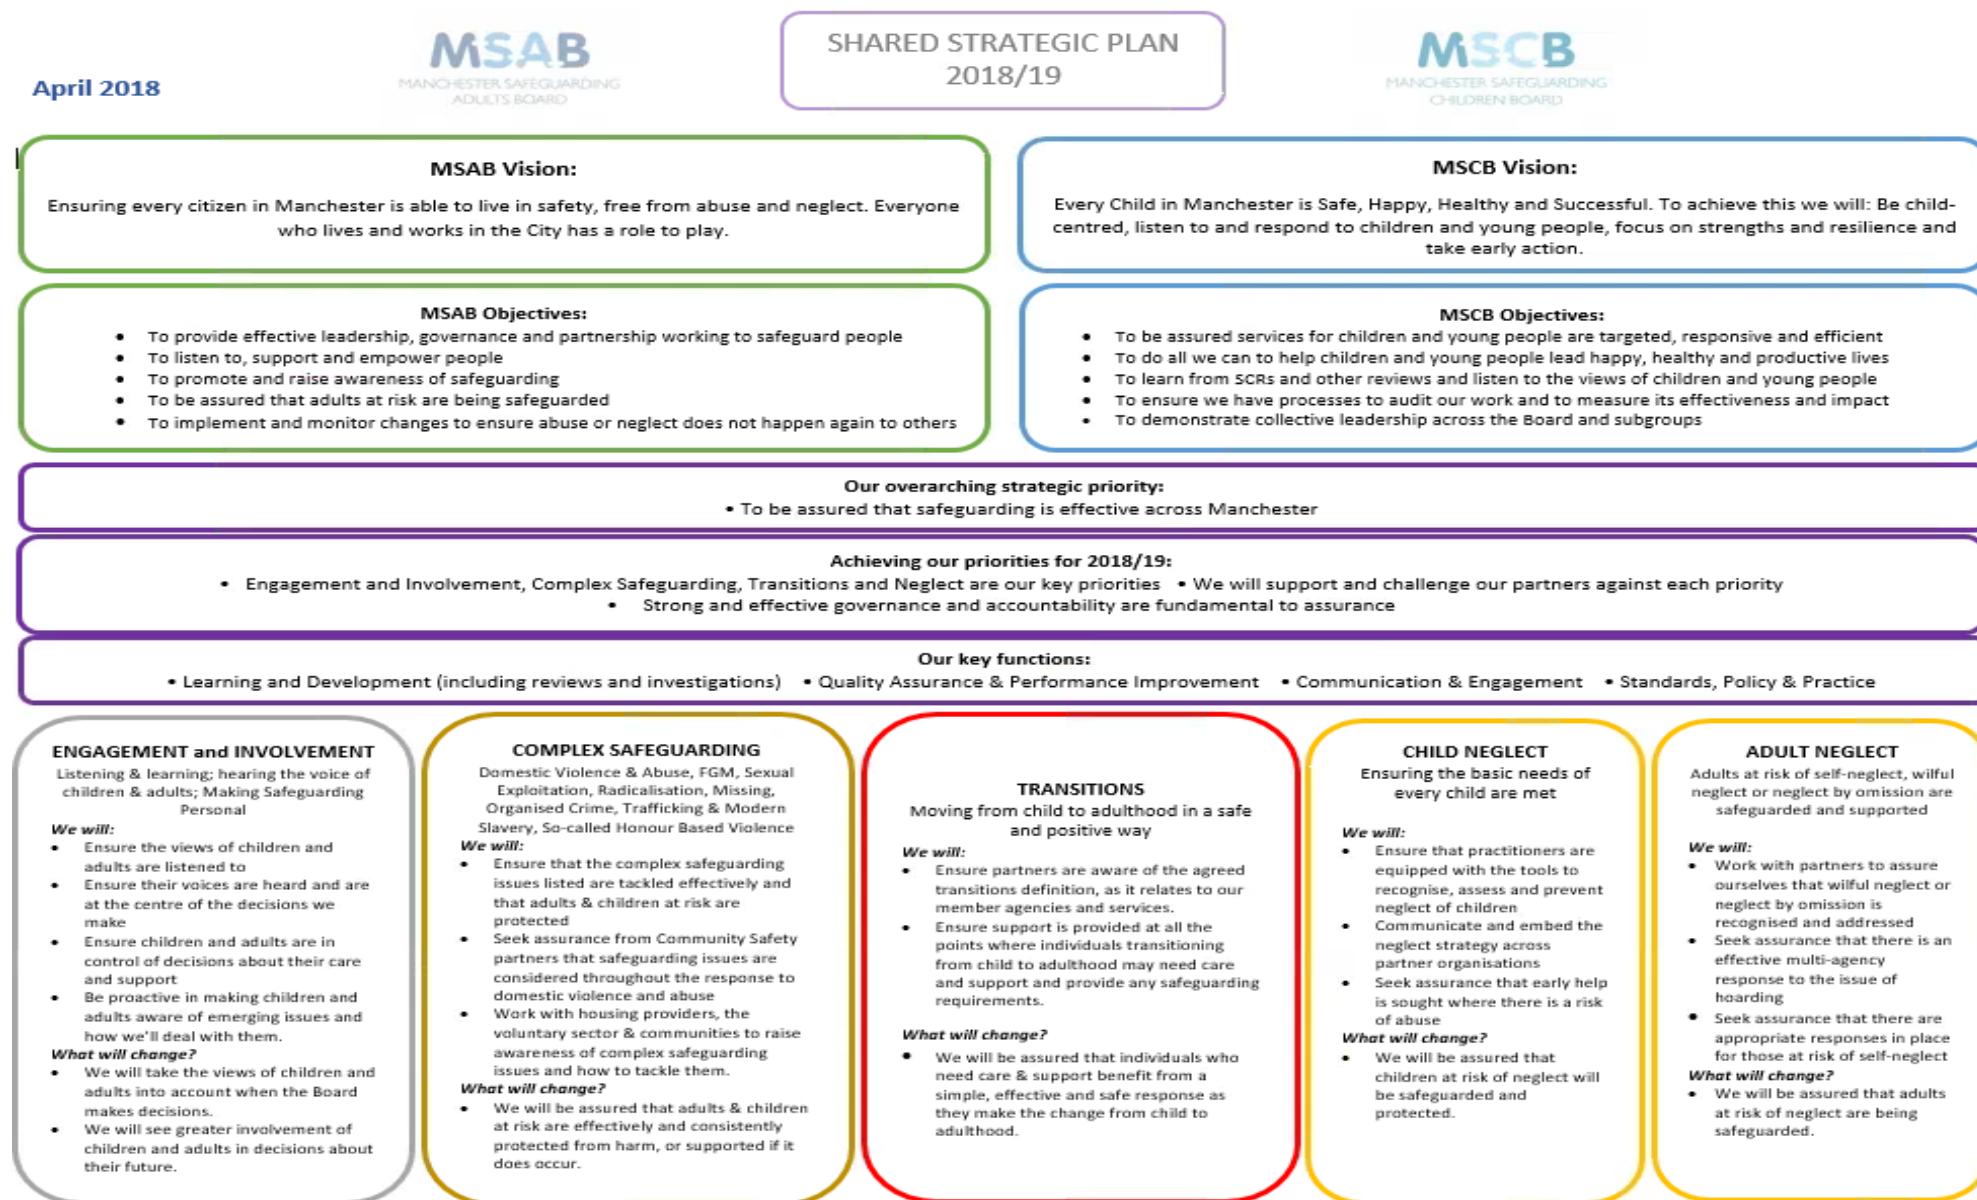 April 2018
MSAB
MANCHESTER SAFEGUARDING
ADULTS BOARD
SHARED STRATEGIC PLAN
2018/19
MSCB
MANCHESTER SAFEGUARDING
CHILDREN BOARD
MSAB Vision:
Ensuring every citizen in Manchester is able to live in safety, free from abuse and neglect. Everyone
who lives and works in the City has a role to play.
MSCB Vision:
Every Child in Manchester is Safe, Happy, Healthy and Successful. To achieve this we will: Be child-
centred, listen to and respond to children and young people, focus on strengths and resilience and
take early action.
MSAB Objectives:
• To provide effective leadership, governance and partnership working to safeguard people
• To listen to, support and empower people
• To promote and raise awareness of safeguarding
• To be assured that adults at risk are being safeguarded
• To implement and monitor changes to ensure abuse or neglect does not happen again to others
MSCB Objectives:
• To be assured services for children and young people are targeted, responsive and efficient
• To do all we can to help children and young people lead happy, healthy and productive lives
• To learn from SCRs and other reviews and listen to the views of children and young people
• To ensure we have processes to audit our work and to measure its effectiveness and impact
• To demonstrate collective leadership across the Board and subgroups
Our overarching strategic priority:
• To be assured that safeguarding is effective across Manchester
Achieving our priorities for 2018/19:
• Engagement and Involvement, Complex Safeguarding, Transitions and Neglect are our key priorities • We will support and challenge our partners against each priority
• Strong and effective governance and accountability are fundamental to assurance
Our key functions:
• Learning and Development (including reviews and investigations) • Quality Assurance & Performance Improvement • Communication & Engagement • Standards, Policy & Practice
ENGAGEMENT and INVOLVEMENT
Listening & learning; hearing the voice of
children & adults; Making Safeguarding
Personal
We will:
• Ensure the views of children and
adults are listened to
• Ensure their voices are heard and are
at the centre of the decisions we
make
• Ensure children and adults are in
control of decisions about their care
and support
• Be proactive in making children and
adults aware of emerging issues and
how we'll deal with them.
What will change?
• We will take the views of children and
adults into account when the Board
makes decisions.
• We will see greater involvement of
children and adults in decisions about
their future.
COMPLEX SAFEGUARDING
Domestic Violence & Abuse, FGM, Sexual
Exploitation, Radicalisation, Missing,
Organised Crime, Trafficking & Modern
Slavery, So-called Honour Based Violence
We will:
• Ensure that the complex safeguarding
issues listed are tackled effectively and
that adults & children at risk are
protected
• Seek assurance from Community Safety
partners that safeguarding issues are
considered throughout the response to
domestic violence and abuse
• Work with housing providers, the
voluntary sector & communities to raise
awareness of complex safeguarding
issues and how to tackle them.
What will change?
• We will be assured that adults & children
at risk are effectively and consistently
protected from harm, or supported if it
does occur.
TRANSITIONS
Moving from child to adulthood in a safe
and positive way
We will:
• Ensure partners are aware of the agreed
transitions definition, as it relates to our
member agencies and services.
• Ensure support is provided at all the
points where individuals transitioning
from child to adulthood may need care
and support and provide any safeguarding
requirements.
What will change?
• We will be assured that individuals who
need care & support benefit from a
simple, effective and safe response as
they make the change from child to
adulthood.
CHILD NEGLECT
Ensuring the basic needs of
every child are met
We will:
• Ensure that practitioners are
equipped with the tools to
recognise, assess and prevent
neglect of children
• Communicate and embed the
neglect strategy across
partner organisations
• Seek assurance that early help
is sought where there is a risk
of abuse
What will change?
• We will be assured that
children at risk of neglect will
be safeguarded and
protected.
ADULT NEGLECT
Adults at risk of self-neglect, wilful
neglect or neglect by omission are
safeguarded and supported
We will:
• Work with partners to assure
ourselves that wilful neglect or
neglect by omission is
recognised and addressed
• Seek assurance that there is an
effective multi-agency
response to the issue of
hoarding
• Seek assurance that there are
appropriate responses in place
for those at risk of self-neglect
What will change?
• We will be assured that adults
at risk of neglect are being
safeguarded.